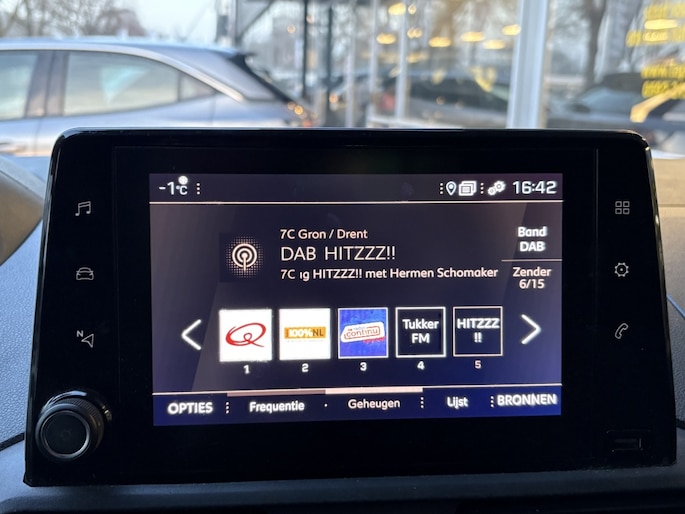 -1°C
16:42
7C Gron / Drent
DAB HITZZZ!!
7C ıg HITZZZ!! met Hermen Schomaker
Band
DAB
Zender
6/15
Q
100%NL
continu
Tukker
FM
HITZZZ
!!
1
2
3
4
5
OPTIES
Frequentie
Geheugen
Lijst
BRONNEN
N